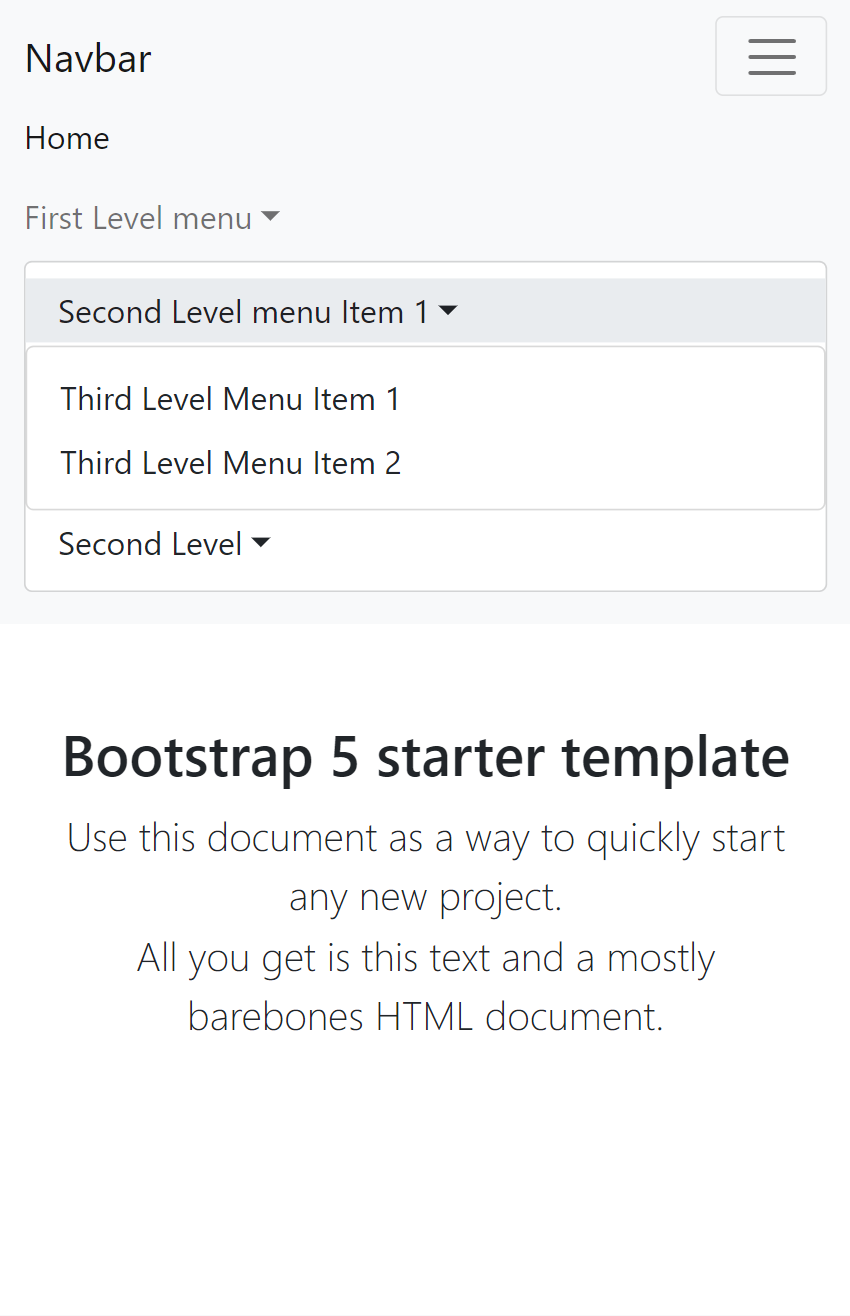 Navbar
Home
First Level menu
Second Level menu Item 1
Third Level Menu Item 1
Third Level Menu Item 2
Second Level
Bootstrap 5 starter template
Use this document as a way to quickly start
any new project.
All you get is this text and a mostly
barebones HTML document.